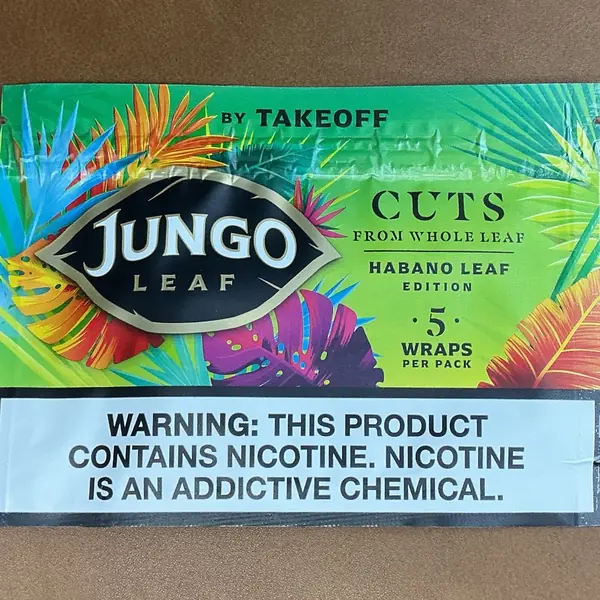 BY TAKEOFF
JUNGO
LEAF
CUTS
FROM WHOLE LEAF
HABANO LEAF
EDITION
· 5 ·
WRAPS
PER PACK
WARNING: THIS PRODUCT
CONTAINS NICOTINE. NICOTINE
IS AN ADDICTIVE CHEMICAL.